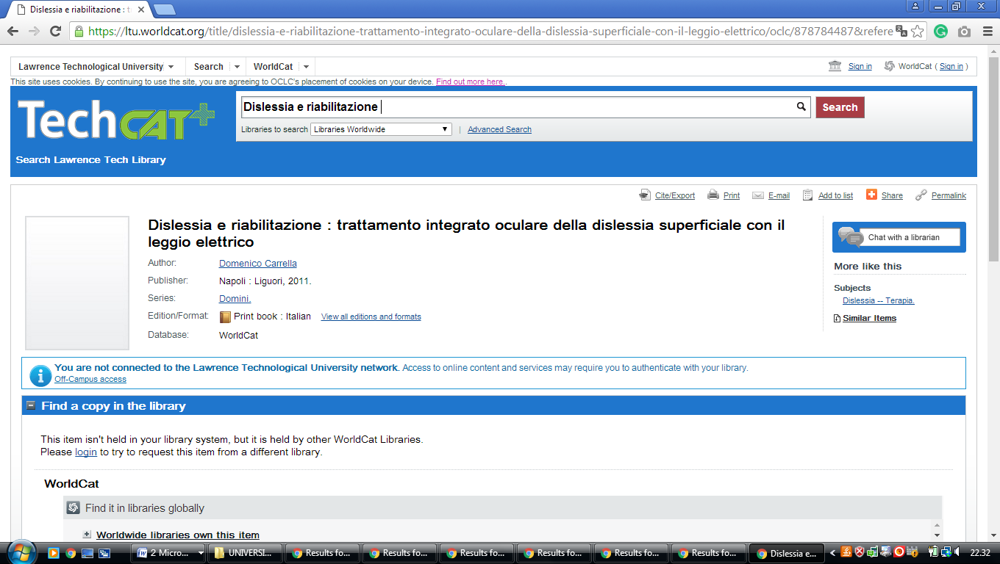 Dislessia e riabilitazione : t
https://ltu.worldcat.org/title/dislessia-e-riabilitazione-trattamento-integrato-oculare-della-dislessia-superficiale-con-il-leggio-elettrico/oclc/878784487&refere
Lawrence Technological University Search WorldCat Sign in WorldCat ( Sign in )
This site uses cookies. By continuing to use the site, you are agreeing to OCLC's placement of cookies on your device. Find out more here..
TechCAT+
Dislessia e riabilitazione Search
Libraries to search Libraries Worldwide | Advanced Search
Search Lawrence Tech Library
Cite/Export Print E-mail Add to list Share Permalink
Dislessia e riabilitazione : trattamento integrato oculare della dislessia superficiale con il
leggio elettrico
Author: Domenico Carrella
Publisher: Napoli : Liguori, 2011.
Series: Domini.
Edition/Format: Print book : Italian View all editions and formats
Database: WorldCat
Chat with a librarian
More like this
Subjects
Dislessia -- Terapia.
Similar Items
You are not connected to the Lawrence Technological University network. Access to online content and services may require you to authenticate with your library.
Off-Campus access
Find a copy in the library
This item isn't held in your library system, but it is held by other WorldCat Libraries.
Please login to try to request this item from a different library.
WorldCat
Find it in libraries globally
Worldwide libraries own this item
2 Micro... UNIVERSI... Results fo... Results fo... Results fo... Results fo... Results fo... Results fo... Dislessia e... 22.32